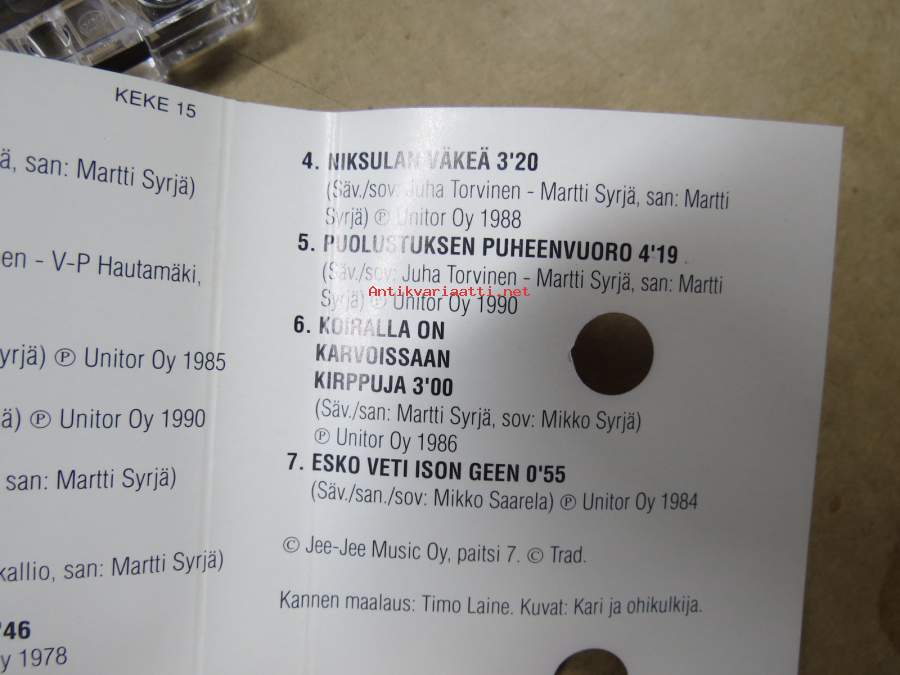 KEKE 15
ä, san: Martti Syrjä)
en - V-P Hautamäki,
yrjä) ℗ Unitor Oy 1985
ä) ℗ Unitor Oy 1990
san: Martti Syrjä)
kallio, san: Martti Syrjä)
'46
y 1978
4. NIKSULAN VÄKEÄ 3'20
(Säv./sov: Juha Torvinen - Martti Syrjä, san: Martti
Syrjä) ℗ Unitor Oy 1988
5. PUOLUSTUKSEN PUHEENVUORO 4'19
(Säv./sov: Juha Torvinen - Martti Syrjä, san: Martti
Antikvariaatti.net
Syrjä) ℗ Unitor Oy 1990
6. KOIRALLA ON
KARVOISSAAN
KIRPPUJA 3'00
(Säv./san: Martti Syrjä, sov: Mikko Syrjä)
℗ Unitor Oy 1986
7. ESKO VETI ISON GEEN 0'55
(Säv./san./sov: Mikko Saarela) ℗ Unitor Oy 1984
© Jee-Jee Music Oy, paitsi 7. © Trad.
Kannen maalaus: Timo Laine. Kuvat: Kari ja ohikulkija.